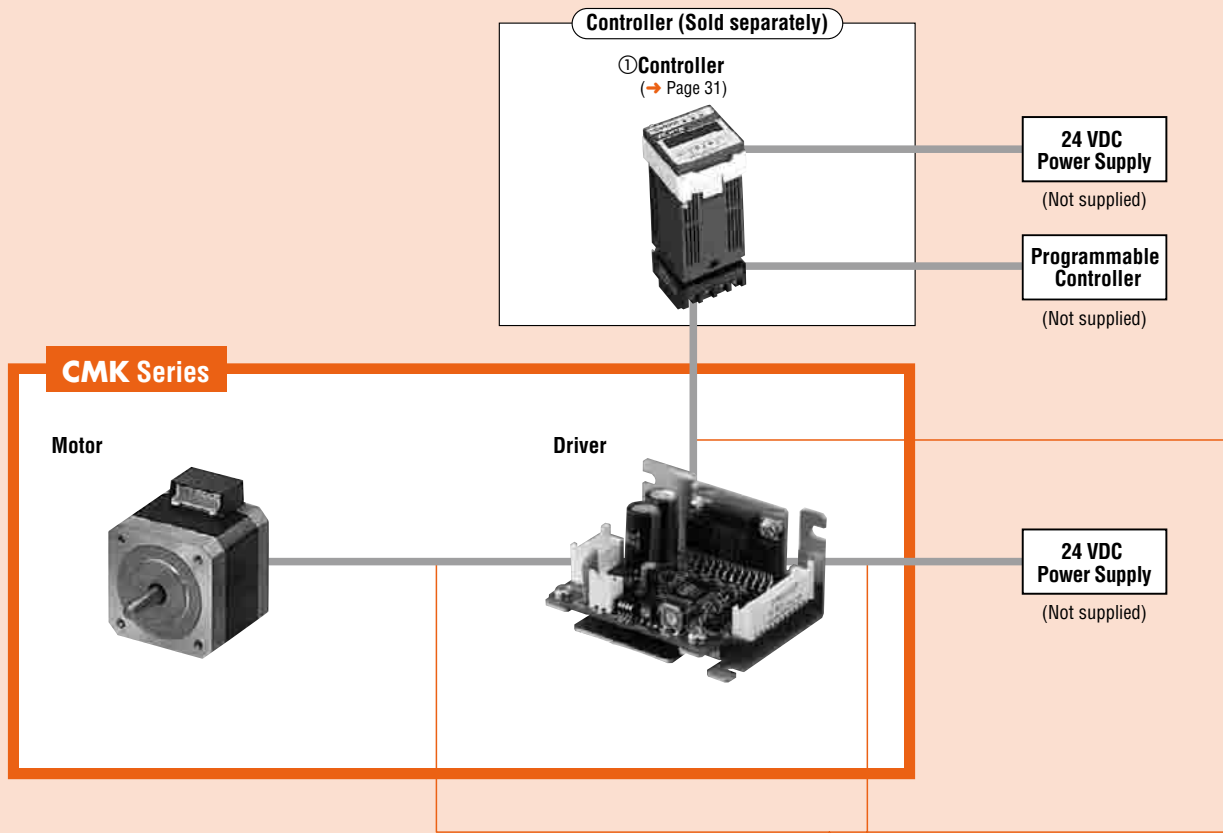 Controller (Sold separately)
①Controller
(➜ Page 31)
24 VDC
Power Supply
(Not supplied)
Programmable
Controller
(Not supplied)
CMK Series
Motor
Driver
24 VDC
Power Supply
(Not supplied)